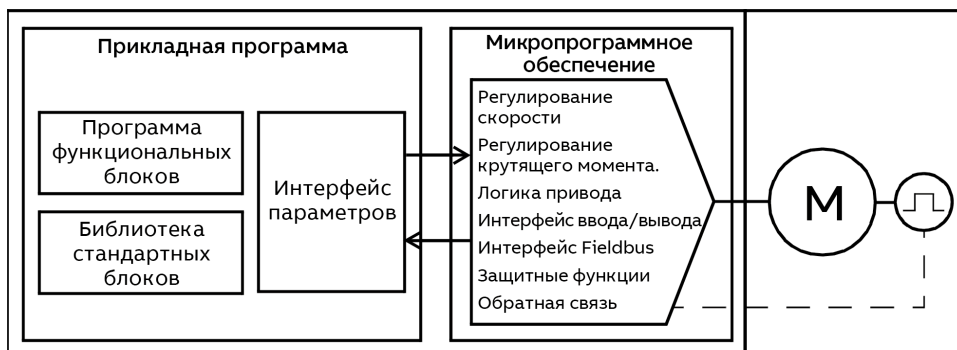 Прикладная программа
Программа
функциональных
блоков
Библиотека
стандартных
блоков
Интерфейс
параметров
Микропрограммное
обеспечение
Регулирование
скорости
Регулирование
крутящего момента.
Логика привода
Интерфейс ввода/вывода
Интерфейс Fieldbus
Защитные функции
Обратная связь
M